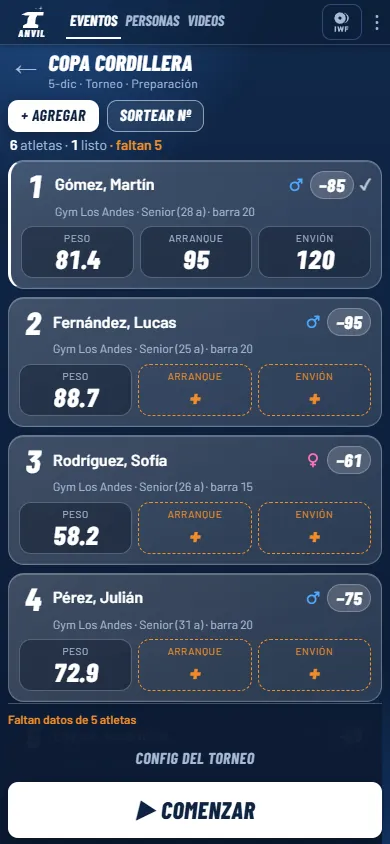 ANVIL
EVENTOS PERSONAS VIDEOS
IWF
← COPA CORDILLERA
5-dic · Torneo · Preparación
+ AGREGAR
SORTEAR Nº
6 atletas · 1 listo · faltan 5
1 Gómez, Martín ♂ -85 ✓
Gym Los Andes · Senior (28 a) · barra 20
PESO ARRANQUE ENVIÓN
81.4 95 120
2 Fernández, Lucas ♂ -95
Gym Los Andes · Senior (25 a) · barra 20
PESO ARRANQUE ENVIÓN
88.7 + +
3 Rodríguez, Sofía ♀ -61
Gym Los Andes · Senior (26 a) · barra 15
PESO ARRANQUE ENVIÓN
58.2 + +
4 Pérez, Julián ♂ -75
Gym Los Andes · Senior (31 a) · barra 20
PESO ARRANQUE ENVIÓN
72.9 + +
Faltan datos de 5 atletas
CONFIG DEL TORNEO
▶ COMENZAR